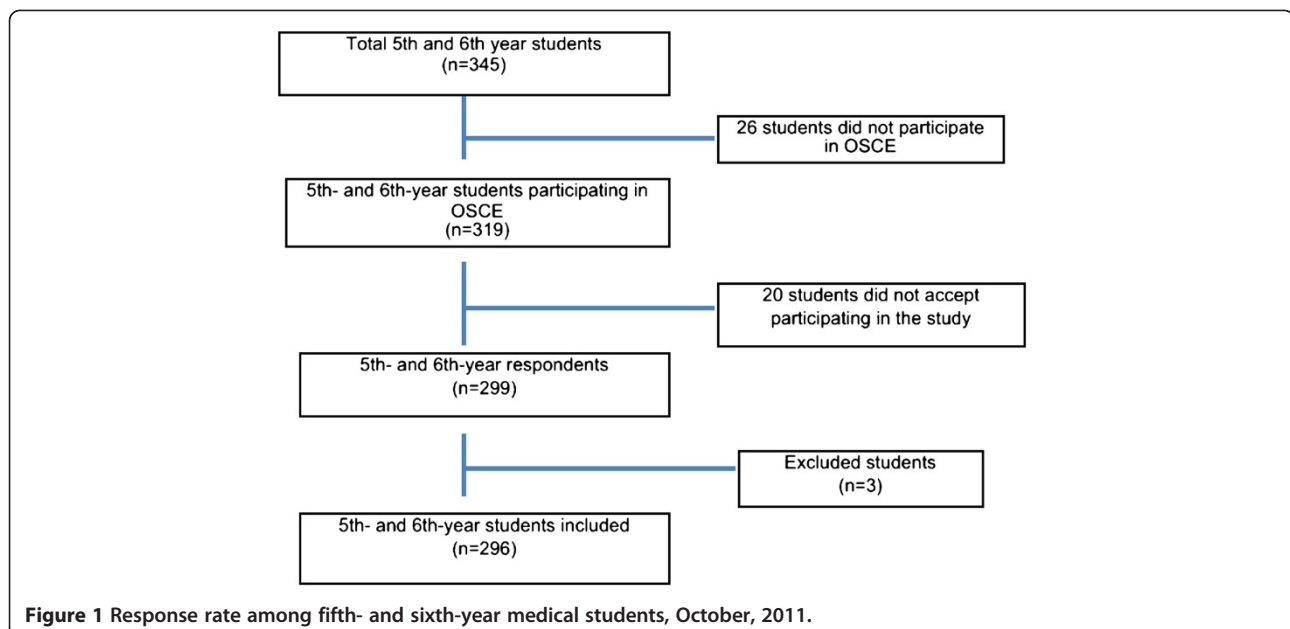 Total 5th and 6th year students
(n=345)
26 students did not participate
in OSCE
5th- and 6th-year students participating in
OSCE
(n=319)
20 students did not accept
participating in the study
5th- and 6th-year respondents
(n=299)
Excluded students
(n=3)
5th- and 6th-year students included
(n=296)
Figure 1 Response rate among fifth- and sixth-year medical students, October, 2011.